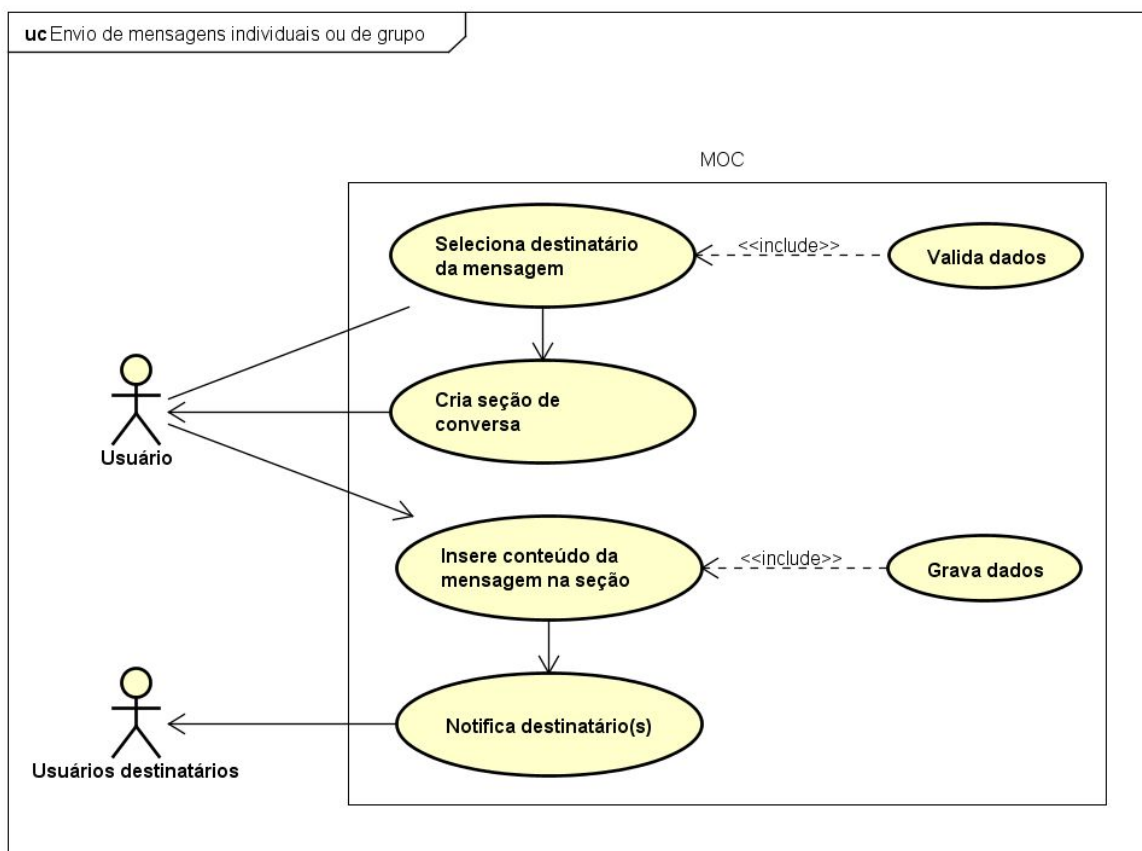 uc Envio de mensagens individuais ou de grupo
MOC
Seleciona destinatário
da mensagem
<<include>>
Valida dados
Cria seção de
conversa
Usuário
Insere conteúdo da
mensagem na seção
<<include>>
Grava dados
Notifica destinatário(s)
Usuários destinatários